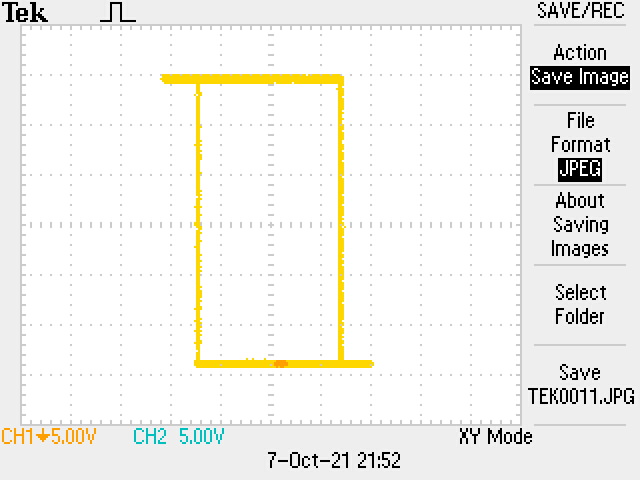 Tek
SAVE/REC
Action
Save Image
File
Format
JPEG
About
Saving
Images
Select
Folder
Save
TEK0011.JPG
CH1 5.00V CH2 5.00V XY Mode
7-Oct-21 21:52